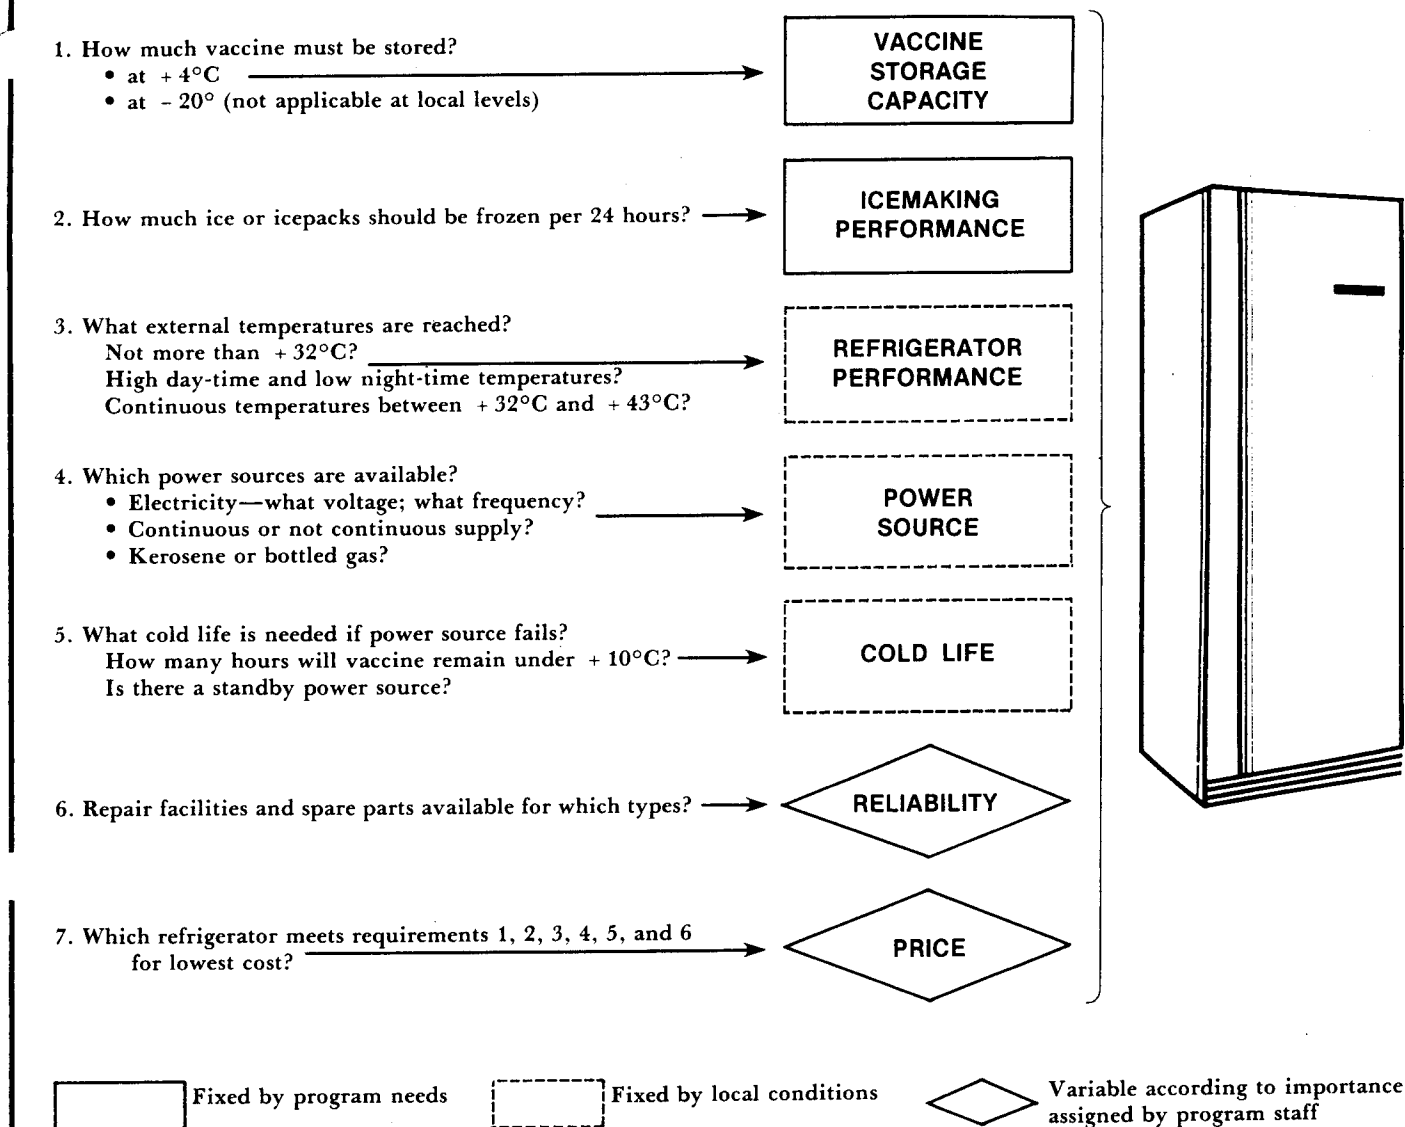 1. How much vaccine must be stored?
• at + 4°C
• at - 20° (not applicable at local levels)
VACCINE
STORAGE
CAPACITY
2. How much ice or icepacks should be frozen per 24 hours?
ICEMAKING
PERFORMANCE
3. What external temperatures are reached?
Not more than + 32°C?
High day-time and low night-time temperatures?
Continuous temperatures between + 32°C and + 43°C?
REFRIGERATOR
PERFORMANCE
4. Which power sources are available?
• Electricity—what voltage; what frequency?
• Continuous or not continuous supply?
• Kerosene or bottled gas?
POWER
SOURCE
5. What cold life is needed if power source fails?
How many hours will vaccine remain under + 10°C?
Is there a standby power source?
COLD LIFE
6. Repair facilities and spare parts available for which types?
RELIABILITY
7. Which refrigerator meets requirements 1, 2, 3, 4, 5, and 6
for lowest cost?
PRICE
Fixed by program needs
Fixed by local conditions
Variable according to importance
assigned by program staff